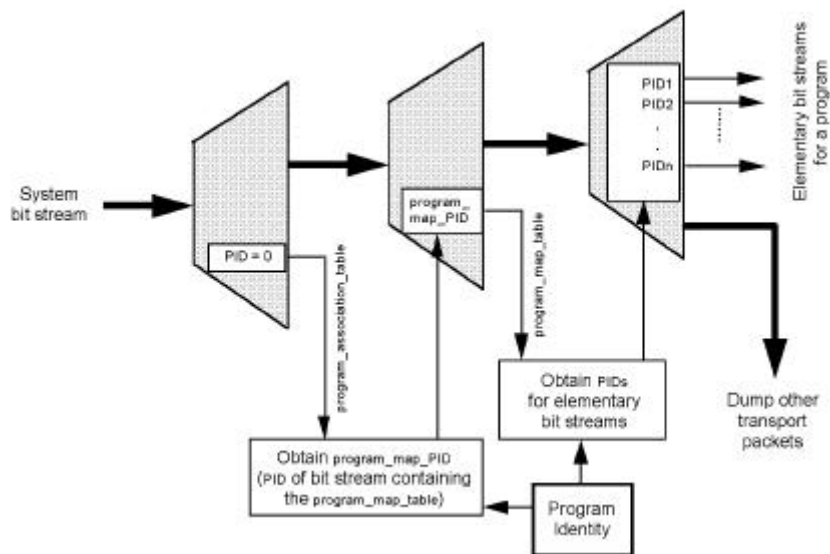 System
bit stream
PID = 0
program_association_table
program_
map_PID
program_map_table
PID1
PID2
PIDn
Elementary bit streams
for a program
Obtain program_map_PID
(PID of bit stream containing
the program_map_table)
Obtain PIDs
for elementary
bit streams
Program
Identity
Dump other
transport
packets